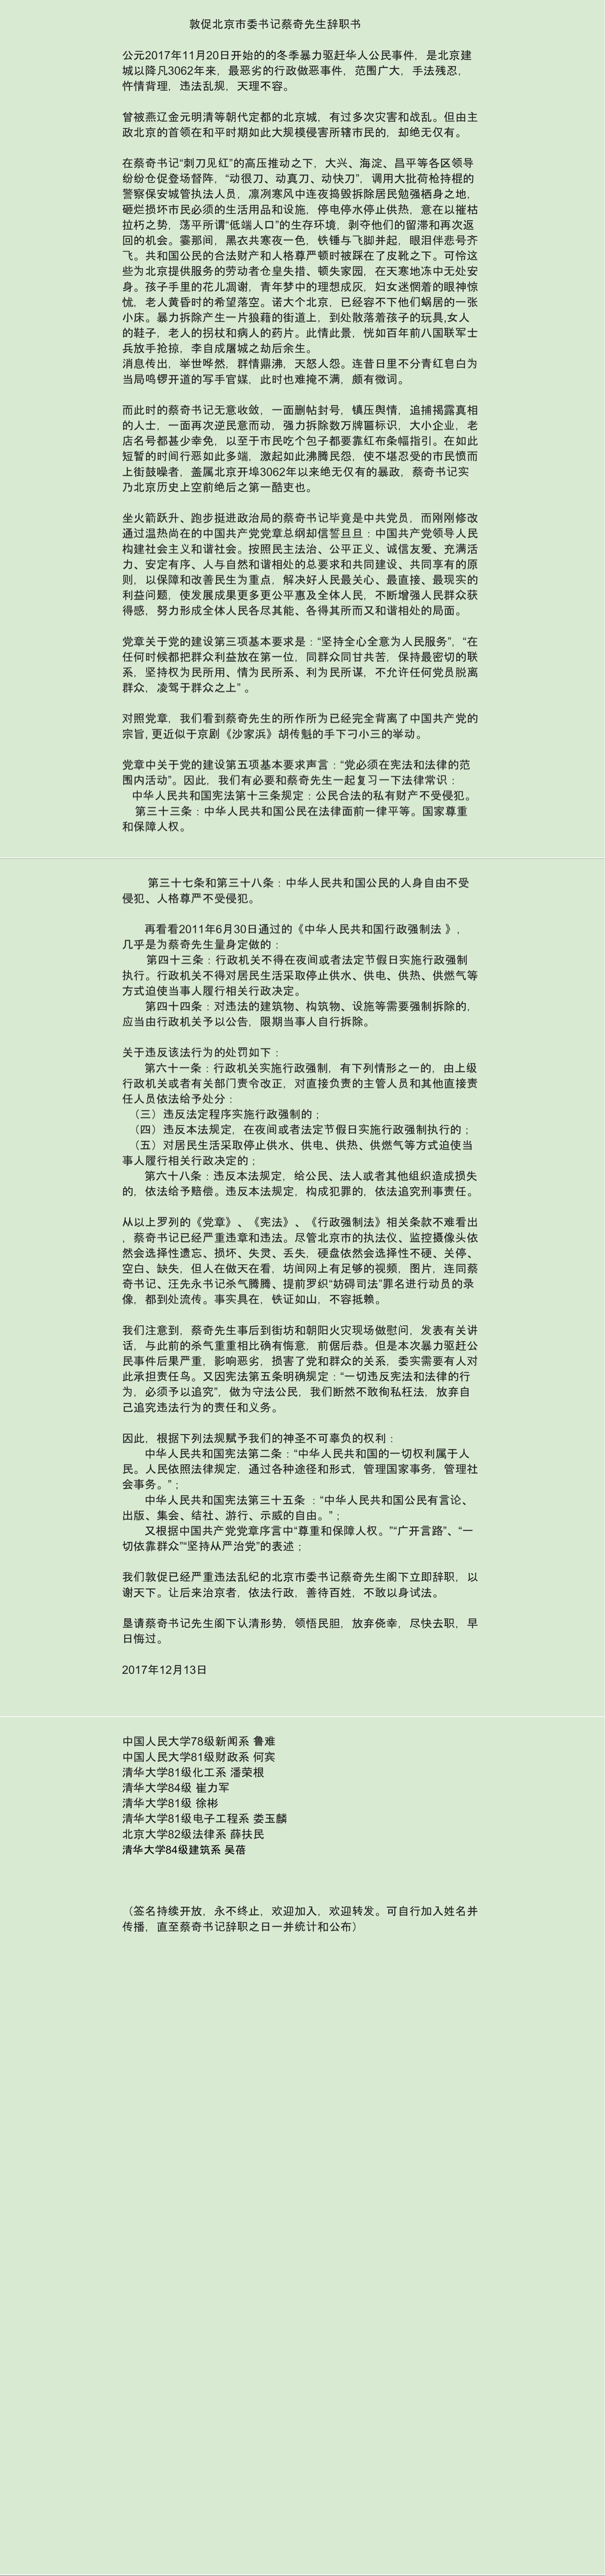 敦促北京市委书记蔡奇先生辞职书
公元2017年11月20日开始的的冬季暴力驱赶华人公民事件，是北京建
城以降凡3062年来，最恶劣的行政做恶事件，范围广大，手法残忍，
忤情背理，违法乱规，天理不容。
曾被燕辽金元明清等朝代定都的北京城，有过多次灾害和战乱。但由主
政北京的首领在和平时期如此大规模侵害所辖市民的，却绝无仅有。
在蔡奇书记“刺刀见红”的高压推动之下，大兴、海淀、昌平等各区领导
纷纷仓促登场督阵，“动很刀、动真刀、动快刀”，调用大批荷枪持棍的
警察保安城管执法人员，凛冽寒风中连夜捣毁拆除居民勉强栖身之地，
砸烂损坏市民必须的生活用品和设施，停电停水停止供热，意在以摧枯
拉朽之势，荡平所谓“低端人口”的生存环境，剥夺他们的留滞和再次返
回的机会。霎那间，黑衣共寒夜一色，铁锤与飞脚并起，眼泪伴悲号齐
飞。共和国公民的合法财产和人格尊严顿时被踩在了皮靴之下。可怜这
些为北京提供服务的劳动者仓皇失措、顿失家园，在天寒地冻中无处安
身。孩子手里的花儿凋谢，青年梦中的理想成灰，妇女迷惘着的眼神惊
慌，老人黄昏时的希望落空。诺大个北京，已经容不下他们蜗居的一张
小床。暴力拆除产生一片狼藉的街道上，到处散落着孩子的玩具,女人
的鞋子，老人的拐杖和病人的药片。此情此景，恍如百年前八国联军士
兵放手抢掠，李自成屠城之劫后余生。
消息传出，举世哗然，群情鼎沸，天怒人怨。连昔日里不分青红皂白为
当局鸣锣开道的写手官媒，此时也难掩不满，颇有微词。
而此时的蔡奇书记无意收敛，一面删帖封号，镇压舆情，追捕揭露真相
的人士，一面再次逆民意而动，强力拆除数万牌匾标识，大小企业，老
店名号都甚少幸免，以至于市民吃个包子都要靠红布条幅指引。在如此
短暂的时间行恶如此多端，激起如此沸腾民怨，使不堪忍受的市民愤而
上街鼓噪者，盖属北京开埠3062年以来绝无仅有的暴政，蔡奇书记实
乃北京历史上空前绝后之第一酷吏也。
坐火箭跃升、跑步挺进政治局的蔡奇书记毕竟是中共党员，而刚刚修改
通过温热尚在的中国共产党党章总纲却信誓旦旦：中国共产党领导人民
构建社会主义和谐社会。按照民主法治、公平正义、诚信友爱、充满活
力、安定有序、人与自然和谐相处的总要求和共同建设、共同享有的原
则，以保障和改善民生为重点，解决好人民最关心、最直接、最现实的
利益问题，使发展成果更多更公平惠及全体人民，不断增强人民群众获
得感，努力形成全体人民各尽其能、各得其所而又和谐相处的局面。
党章关于党的建设第三项基本要求是：“坚持全心全意为人民服务”，“在
任何时候都把群众利益放在第一位，同群众同甘共苦，保持最密切的联
系，坚持权为民所用、情为民所系、利为民所谋，不允许任何党员脱离
群众，凌驾于群众之上” 。
对照党章，我们看到蔡奇先生的所作所为已经完全背离了中国共产党的
宗旨, 更近似于京剧《沙家浜》胡传魁的手下刁小三的举动。
党章中关于党的建设第五项基本要求声言：“党必须在宪法和法律的范
围内活动”。因此，我们有必要和蔡奇先生一起复习一下法律常识：
中华人民共和国宪法第十三条规定：公民合法的私有财产不受侵犯。
第三十三条：中华人民共和国公民在法律面前一律平等。国家尊重
和保障人权。
第三十七条和第三十八条：中华人民共和国公民的人身自由不受
侵犯、人格尊严不受侵犯。
再看看2011年6月30日通过的《中华人民共和国行政强制法 》，
几乎是为蔡奇先生量身定做的：
第四十三条：行政机关不得在夜间或者法定节假日实施行政强制
执行。行政机关不得对居民生活采取停止供水、供电、供热、供燃气等
方式迫使当事人履行相关行政决定。
第四十四条：对违法的建筑物、构筑物、设施等需要强制拆除的，
应当由行政机关予以公告，限期当事人自行拆除。
关于违反该法行为的处罚如下：
第六十一条：行政机关实施行政强制，有下列情形之一的，由上级
行政机关或者有关部门责令改正，对直接负责的主管人员和其他直接责
任人员依法给予处分：
（三）违反法定程序实施行政强制的；
（四）违反本法规定，在夜间或者法定节假日实施行政强制执行的；
（五）对居民生活采取停止供水、供电、供热、供燃气等方式迫使当
事人履行相关行政决定的；
第六十八条：违反本法规定，给公民、法人或者其他组织造成损失
的，依法给予赔偿。违反本法规定，构成犯罪的，依法追究刑事责任。
从以上罗列的《党章》、《宪法》、《行政强制法》相关条款不难看出
，蔡奇书记已经严重违章和违法。尽管北京市的执法仪、监控摄像头依
然会选择性遗忘、损坏、失灵、丢失，硬盘依然会选择性不硬、关停、
空白、缺失，但人在做天在看，坊间网上有足够的视频，图片，连同蔡
奇书记、汪先永书记杀气腾腾、提前罗织“妨碍司法”罪名进行动员的录
像，都到处流传。事实具在，铁证如山，不容抵赖。
我们注意到，蔡奇先生事后到街坊和朝阳火灾现场做慰问，发表有关讲
话，与此前的杀气重重相比确有悔意，前倨后恭。但是本次暴力驱赶公
民事件后果严重，影响恶劣，损害了党和群众的关系，委实需要有人对
此承担责任鸟。又因宪法第五条明确规定：“一切违反宪法和法律的行
为，必须予以追究”，做为守法公民，我们断然不敢徇私枉法，放弃自
己追究违法行为的责任和义务。
因此，根据下列法规赋予我们的神圣不可辜负的权利：
中华人民共和国宪法第二条：“中华人民共和国的一切权利属于人
民。人民依照法律规定，通过各种途径和形式，管理国家事务，管理社
会事务。”；
中华人民共和国宪法第三十五条 ：“中华人民共和国公民有言论、
出版、集会、结社、游行、示威的自由。”；
又根据中国共产党党章序言中“尊重和保障人权。”“广开言路”、“一
切依靠群众”“坚持从严治党”的表述；
我们敦促已经严重违法乱纪的北京市委书记蔡奇先生阁下立即辞职，以
谢天下。让后来治京者，依法行政，善待百姓，不敢以身试法。
垦请蔡奇书记先生阁下认清形势，领悟民胆，放弃侥幸，尽快去职，早
日悔过。
2017年12月13日
中国人民大学78级新闻系 鲁难
中国人民大学81级财政系 何宾
清华大学81级化工系 潘荣根
清华大学84级 崔力军
清华大学81级 徐彬
清华大学81级电子工程系 娄玉麟
北京大学82级法律系 薛扶民
清华大学84级建筑系 吴蓓
（签名持续开放，永不终止，欢迎加入，欢迎转发。可自行加入姓名并
传播，直至蔡奇书记辞职之日一并统计和公布）